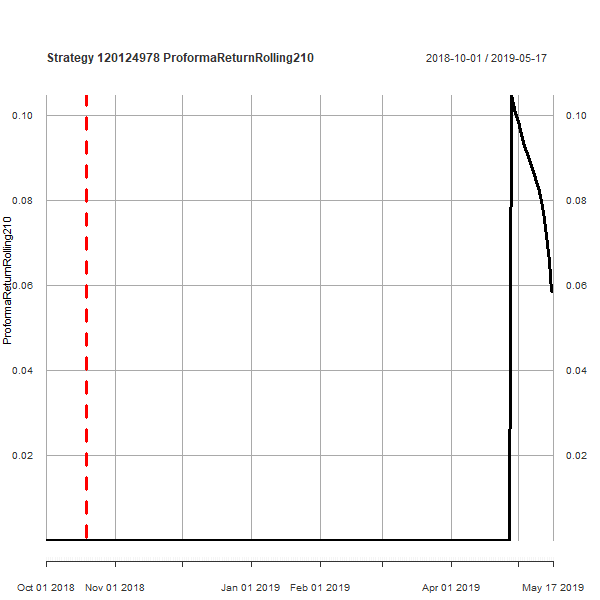 Strategy 120124978 ProformaReturnRolling210
2018-10-01 / 2019-05-17
ProformaReturnRolling210
0.10
0.08
0.06
0.04
0.02
0.10
0.08
0.06
0.04
0.02
Oct 01 2018
Nov 01 2018
Jan 01 2019
Feb 01 2019
Apr 01 2019
May 17 2019